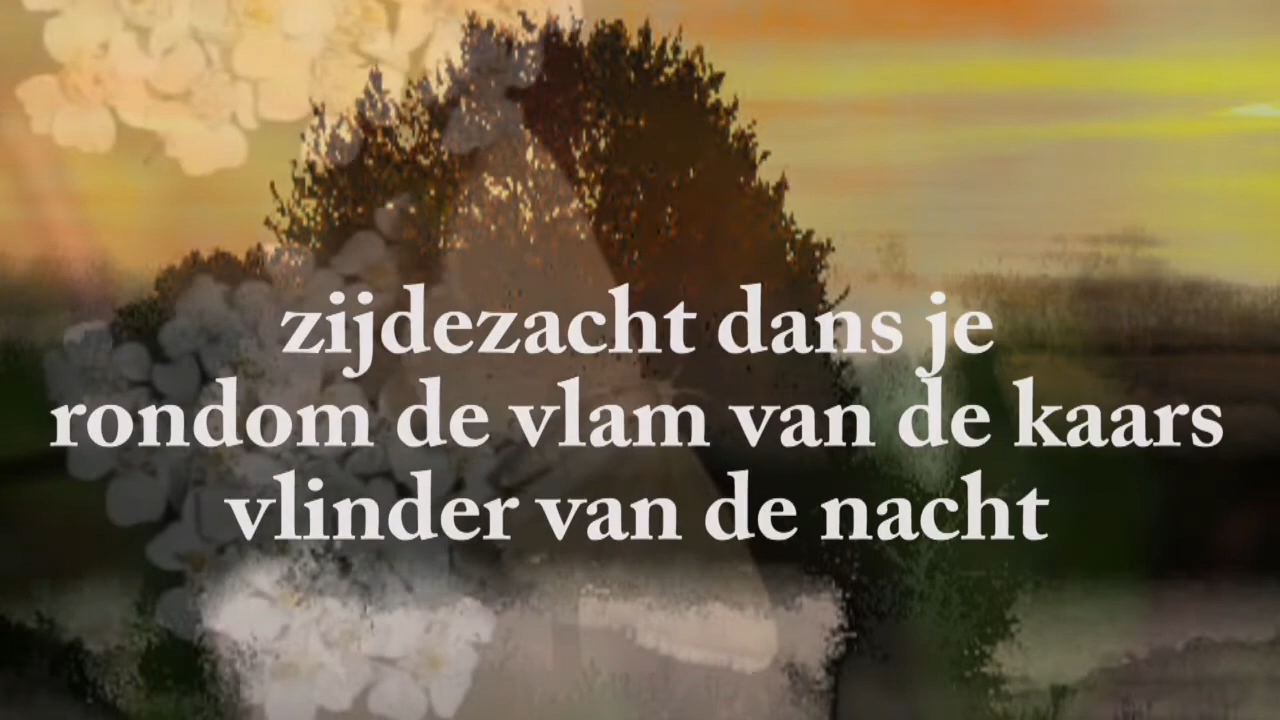 zijdezacht dans je
rondom de vlam van de kaars
vlinder van de nacht